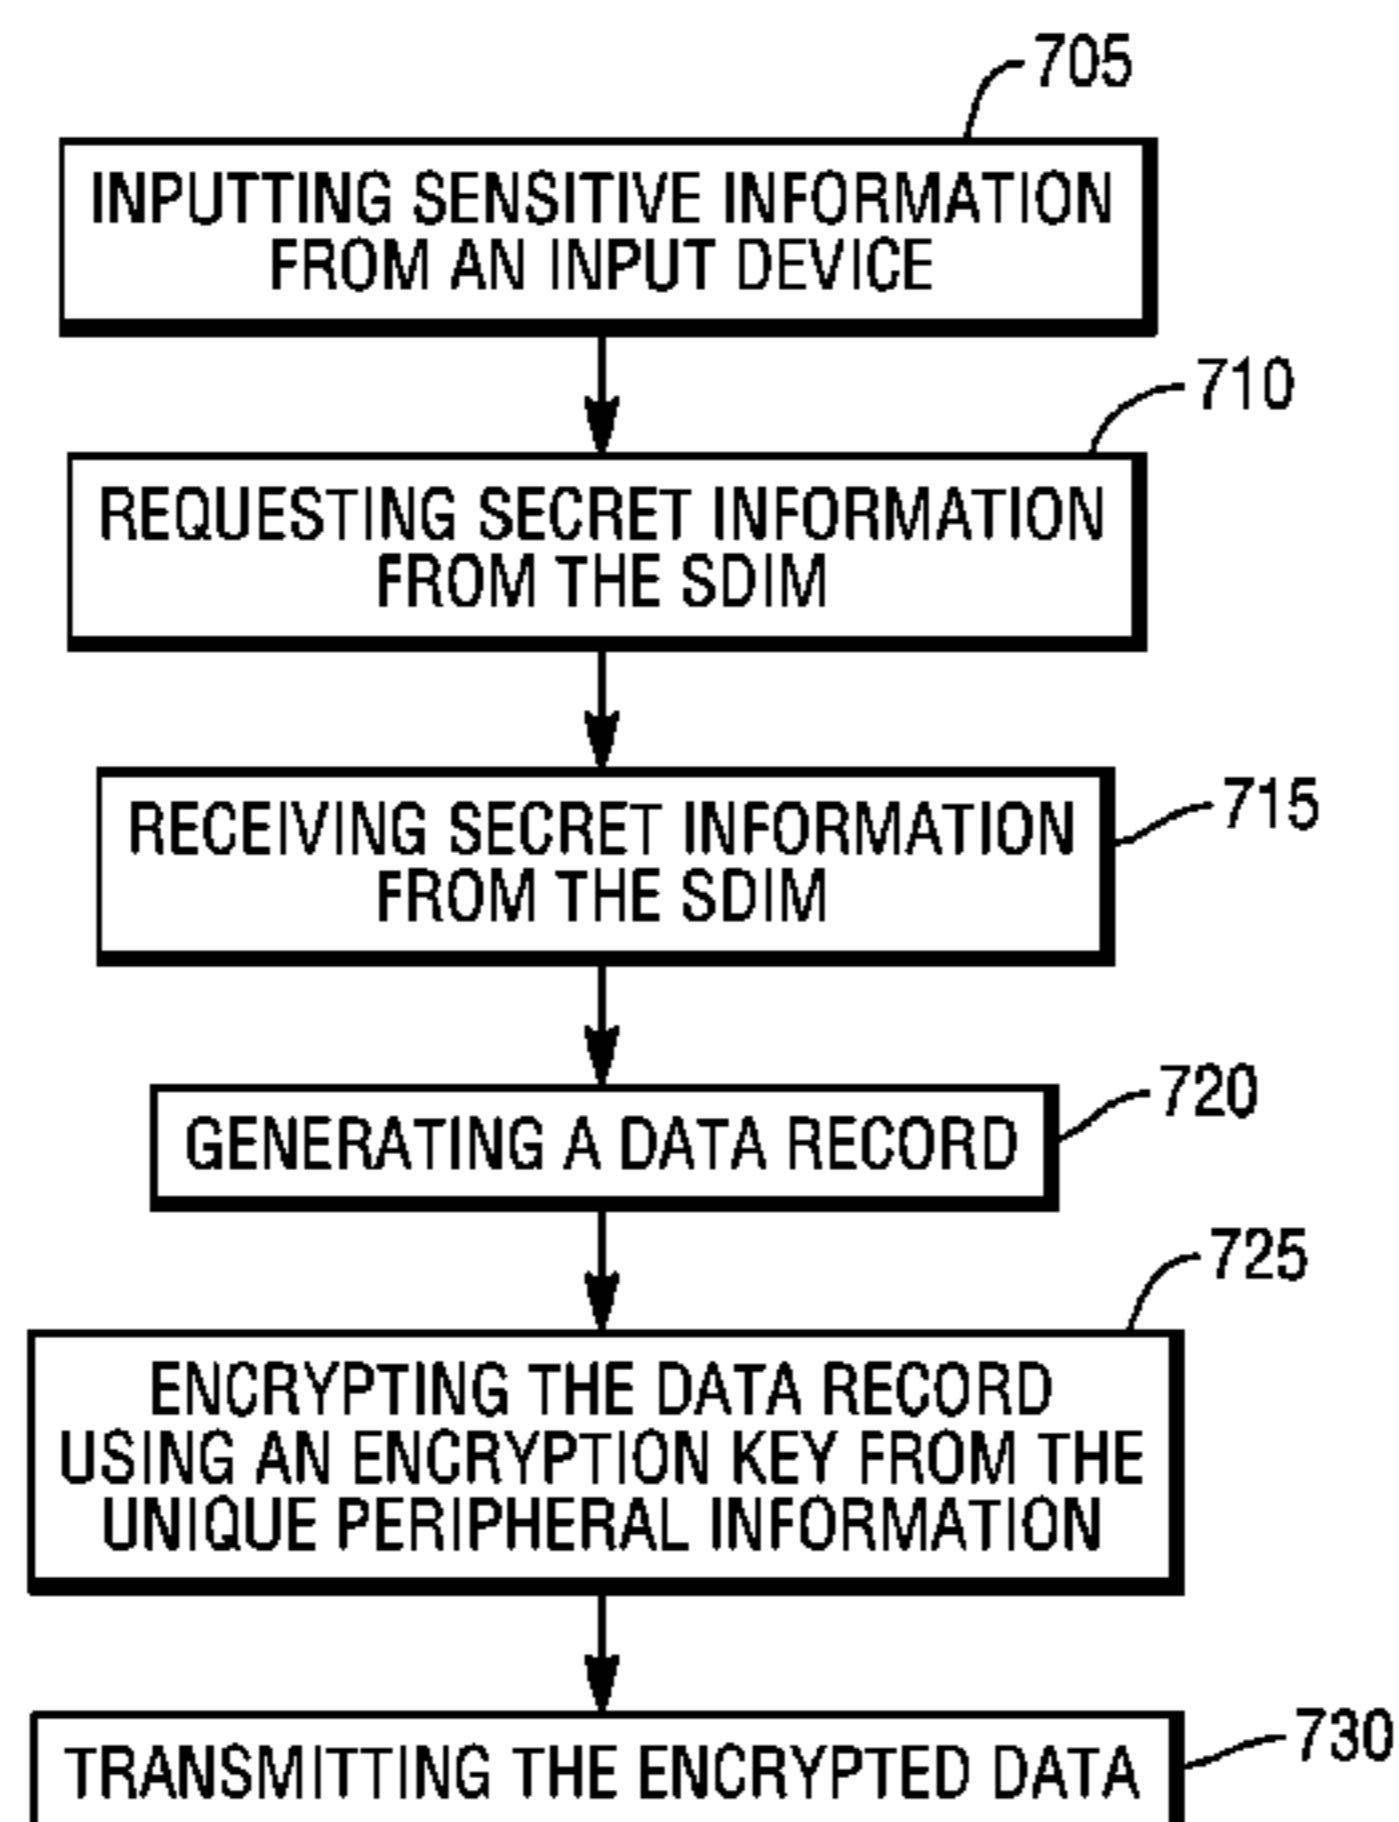 705
INPUTTING SENSITIVE INFORMATION
FROM AN INPUT DEVICE
710
REQUESTING SECRET INFORMATION
FROM THE SDIM
715
RECEIVING SECRET INFORMATION
FROM THE SDIM
720
GENERATING A DATA RECORD
725
ENCRYPTING THE DATA RECORD
USING AN ENCRYPTION KEY FROM THE
UNIQUE PERIPHERAL INFORMATION
730
TRANSMITTING THE ENCRYPTED DATA